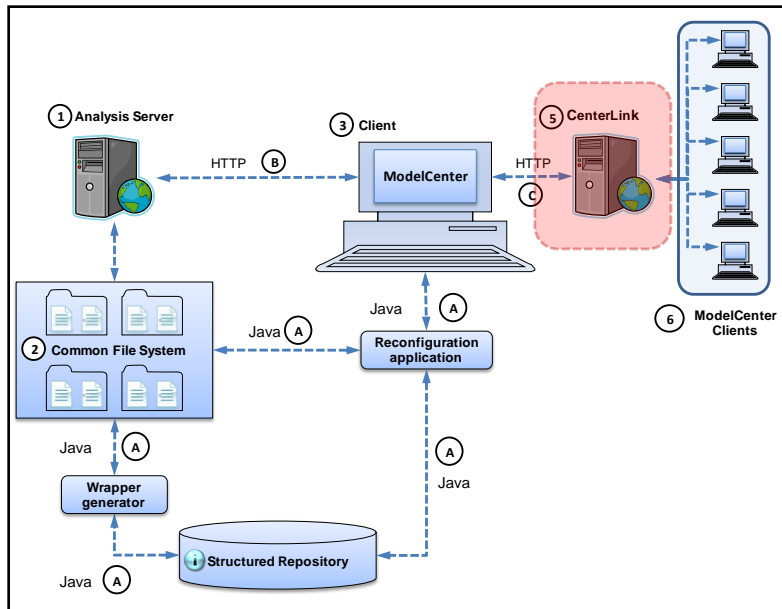 1 Analysis Server
HTTP B
3 Client
ModelCenter
HTTP
C
5 CenterLink
6 ModelCenter
Clients
2 Common File System
Java A
Java A
Reconfiguration
application
Java A
A
Java
Wrapper
generator
Java A
i Structured Repository